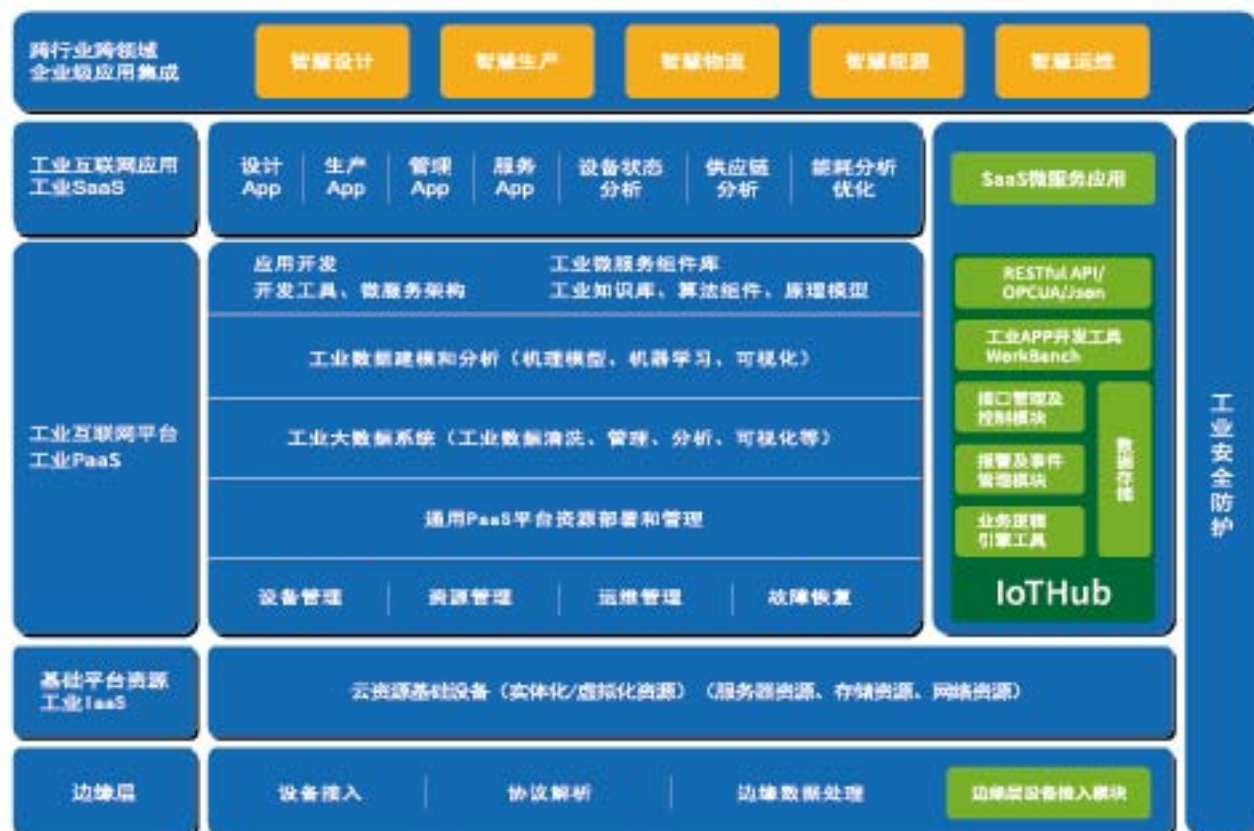 跨行业跨领域
企业级应用集成
智慧设计
智慧生产
智慧物流
智慧能源
智慧运维
工业互联网应用
工业SaaS
设计
App
生产
App
管理
App
服务
App
设备状态
分析
供应链
分析
能耗分析
优化
SaaS微服务应用
工业互联网平台
工业PaaS
应用开发
开发工具、微服务架构
工业微服务组件库
工业知识库、算法组件、原理模型
工业数据建模和分析（机理模型、机器学习、可视化）
工业大数据系统（工业数据清洗、管理、分析、可视化等）
通用PaaS平台资源部署和管理
设备管理
资源管理
运维管理
故障恢复
RESTful API/
OPCUA/Json
工业APP开发工具
WorkBench
接口管理及
控制模块
报警及事件
管理模块
业务逻辑
引擎工具
数据存储
IoTHub
工业安全防护
基础平台资源
工业IaaS
云资源基础设备（实体化/虚拟化资源）（服务器资源、存储资源、网络资源）
边缘层
设备接入
协议解析
边缘数据处理
边缘层设备接入模块